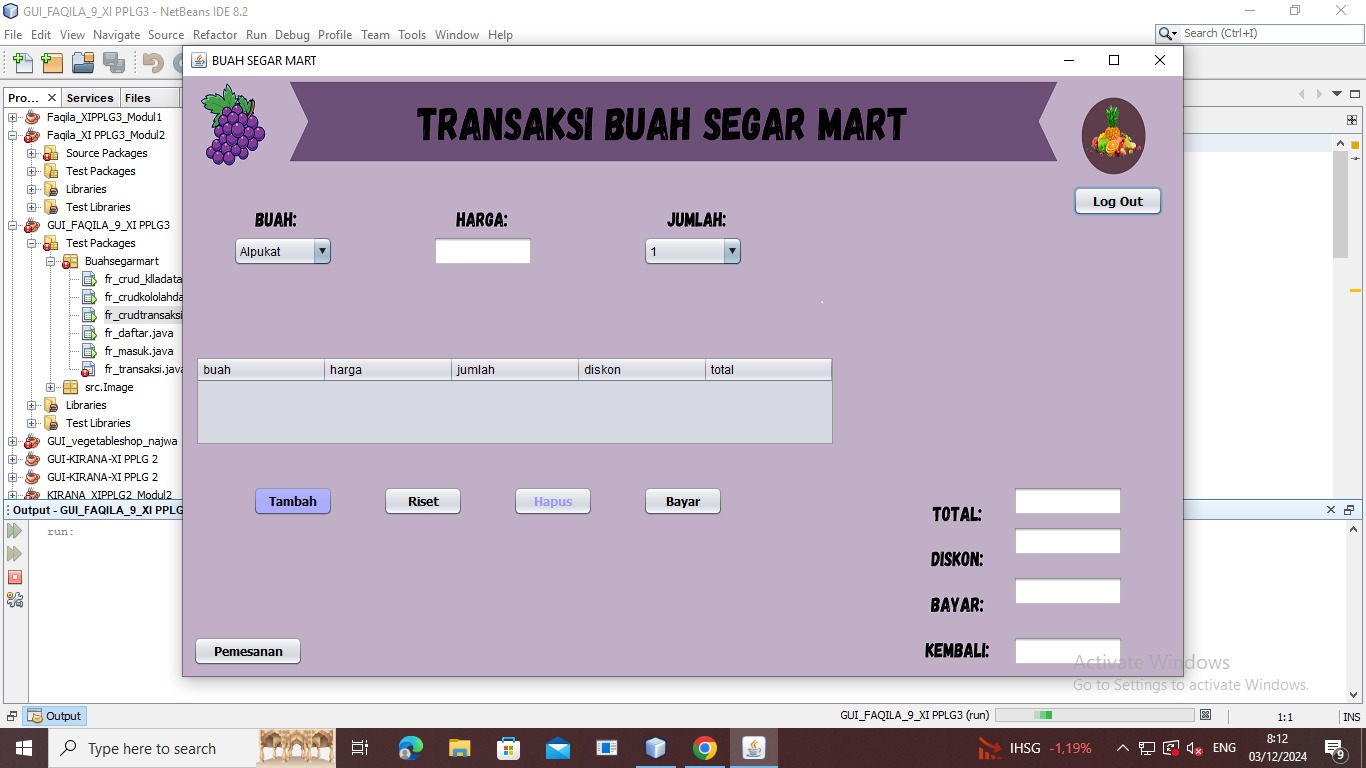 GUI_FAQILA_9_XI PPLG3 - NetBeans IDE 8.2
File Edit View Navigate Source Refactor Run Debug Profile Team Tools Window Help
Search (Ctrl+I)
BUAH SEGAR MART
Pro... Services Files
Faqila_XIPPLG3_Modul1
Faqila_XI PPLG3_Modul2
Source Packages
Test Packages
Libraries
Test Libraries
GUI_FAQILA_9_XI PPLG3
Test Packages
Buahsegarmart
fr_crud_klladata
fr_crudkololahda
fr_crudtransaksi
fr_daftar.java
fr_masuk.java
fr_transaksi.java
src.Image
Libraries
Test Libraries
GUI_vegetableshop_najwa
GUI-KIRANA-XI PPLG 2
GUI-KIRANA-XI PPLG 2
KIRANA_XIPPLG2_Modul2
TRANSAKSI BUAH SEGAR MART
Log Out
BUAH: HARGA: JUMLAH:
Alpukat 1
buah harga jumlah diskon total
Tambah Riset Hapus Bayar
TOTAL:
DISKON:
BAYAR:
KEMBALI:
Pemesanan
Output - GUI_FAQILA_9_XI PPLG
run:
Activate Windows
Go to Settings to activate Windows.
Output
GUI_FAQILA_9_XI PPLG3 (run) 1:1 INS
Type here to search
IHSG -1,19% ENG
8:12
03/12/2024
9